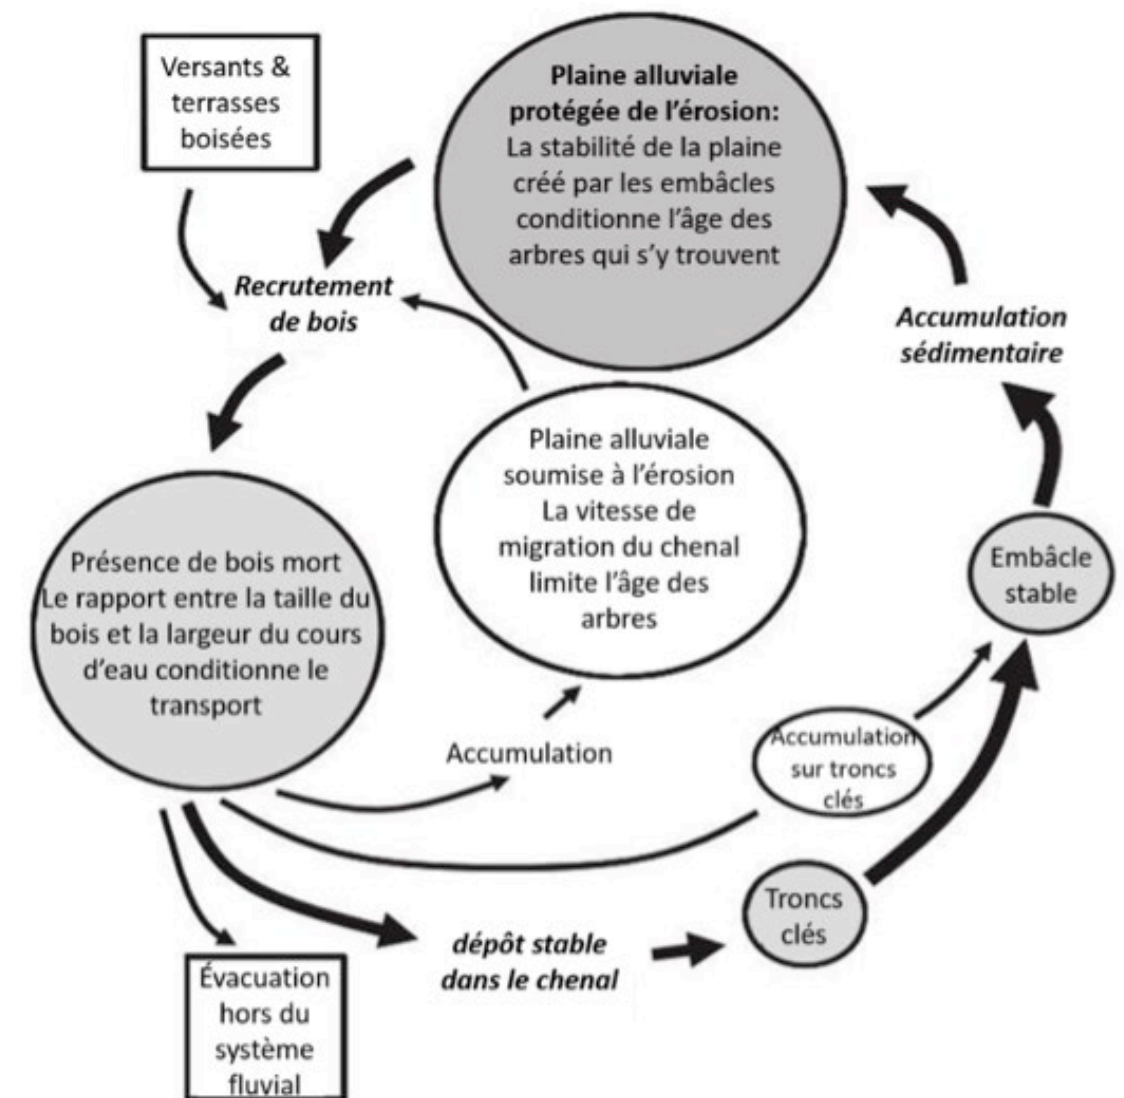 Versants &
terrasses
boisées
Plaine alluviale
protégée de l'érosion:
La stabilité de la plaine
créé par les embâcles
conditionne l'âge des
arbres qui s'y trouvent
Recrutement
de bois
Accumulation
sédimentaire
Plaine alluviale
soumise à l'érosion
La vitesse de
migration du chenal
limite l'âge des
arbres
Embâcle
stable
Présence de bois mort
Le rapport entre la taille du
bois et la largeur du cours
d'eau conditionne le
transport
Accumulation
Accumulation
sur troncs
clés
Troncs
clés
dépôt stable
dans le chenal
Évacuation
hors du
système
fluvial